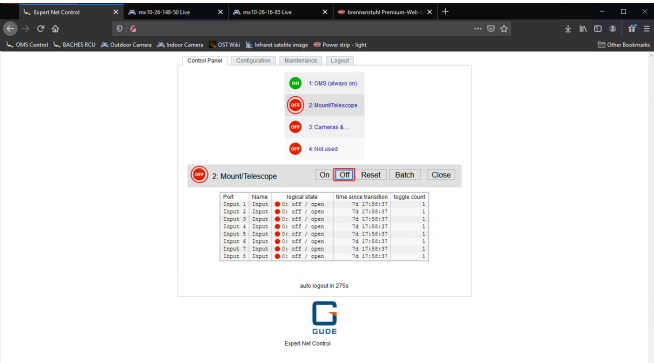 Expert Net Control
mx10-26-148-50 Live
mx10-26-16-85 Live
brennenstuhl Premium-Web-L
OMS Control
BACHES RCU
Outdoor Camera
Indoor Camera
OST Wiki
Infrarot satellite image
Power strip - light
Other Bookmarks
Control Panel
Configuration
Maintenance
Logout
ON 1: OMS (always on)
OFF 2: Mount/Telescope
OFF 3: Cameras & ...
OFF 4: Not used
OFF 2: Mount/Telescope On Off Reset Batch Close
Port Name logical state time since transition toggle count
Input 1 Input 0: off / open 7d 17:58:37 1
Input 2 Input 0: off / open 7d 17:58:37 1
Input 3 Input 0: off / open 7d 17:58:37 1
Input 4 Input 0: off / open 7d 17:58:37 1
Input 5 Input 0: off / open 7d 17:58:37 1
Input 6 Input 0: off / open 7d 17:58:37 1
Input 7 Input 0: off / open 7d 17:58:37 1
Input 8 Input 0: off / open 7d 17:58:37 1
auto logout in 275s
GUDE
Expert Net Control